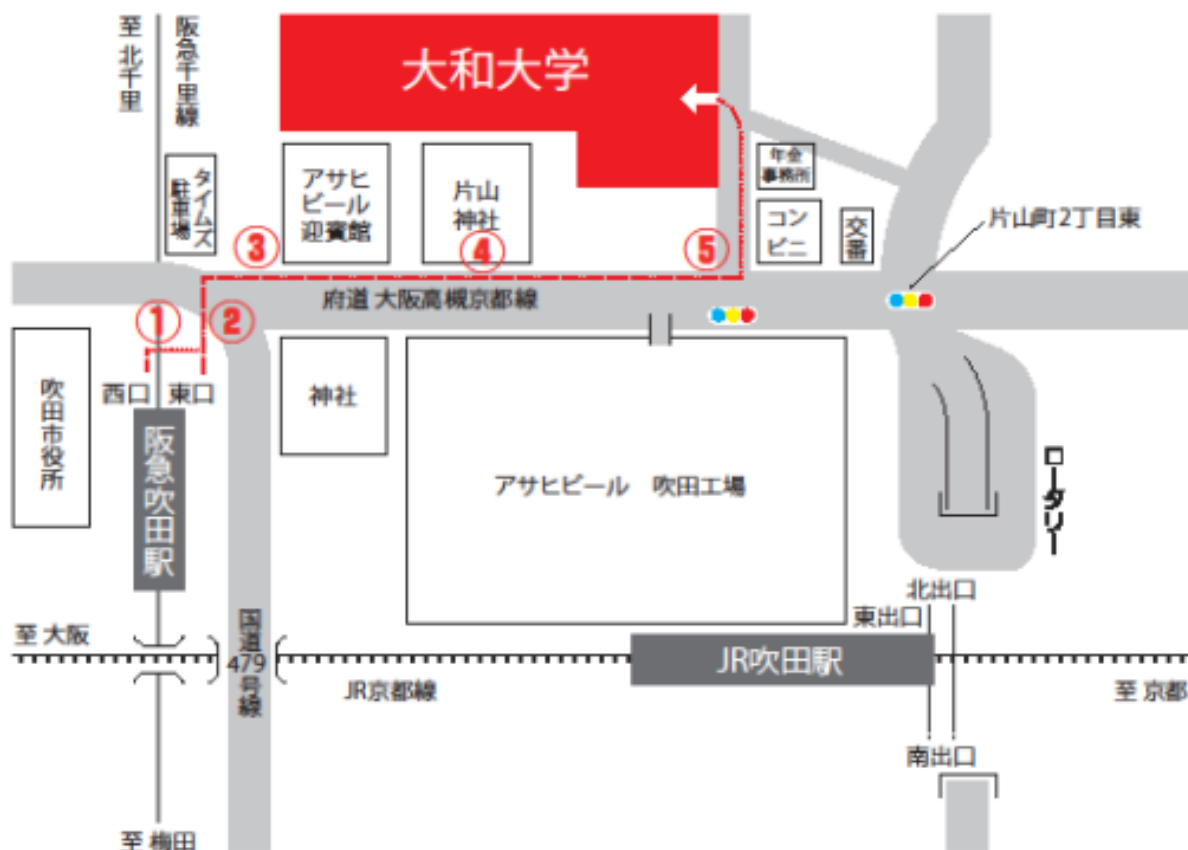 至 北千里
阪急千里線
大和大学
タイムズ
駐車場
アサヒ
ビール
迎賓館
片山
神社
年金
事務所
コン
ビニ
交番
片山町2丁目東
③
④
⑤
①
②
府道 大阪高槻京都線
吹田市役所
西口
東口
神社
阪急吹田駅
アサヒビール 吹田工場
ロータリー
北出口
東出口
至 大阪
国道
479
号線
JR京都線
JR吹田駅
至 京都
南出口
至 梅田